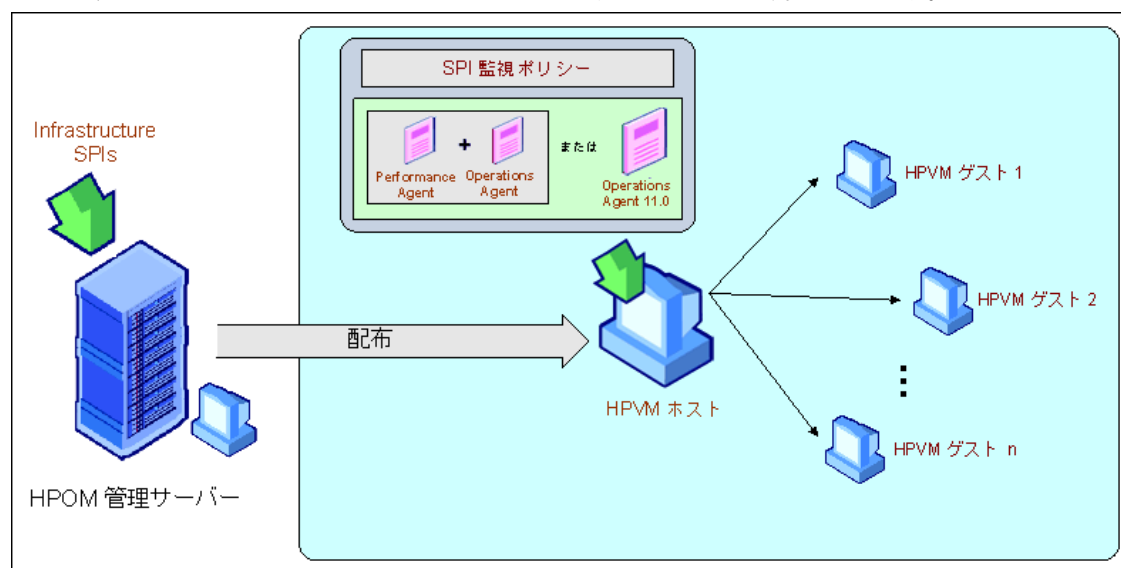 SPI 監視ポリシー
Infrastructure
SPIs
Performance
Agent
+
Operations
Agent
または
Operations
Agent 11.0
HPVM ゲスト 1
HPVM ゲスト 2
配布
HPVM ホスト
HPVM ゲスト n
HPOM 管理サーバー